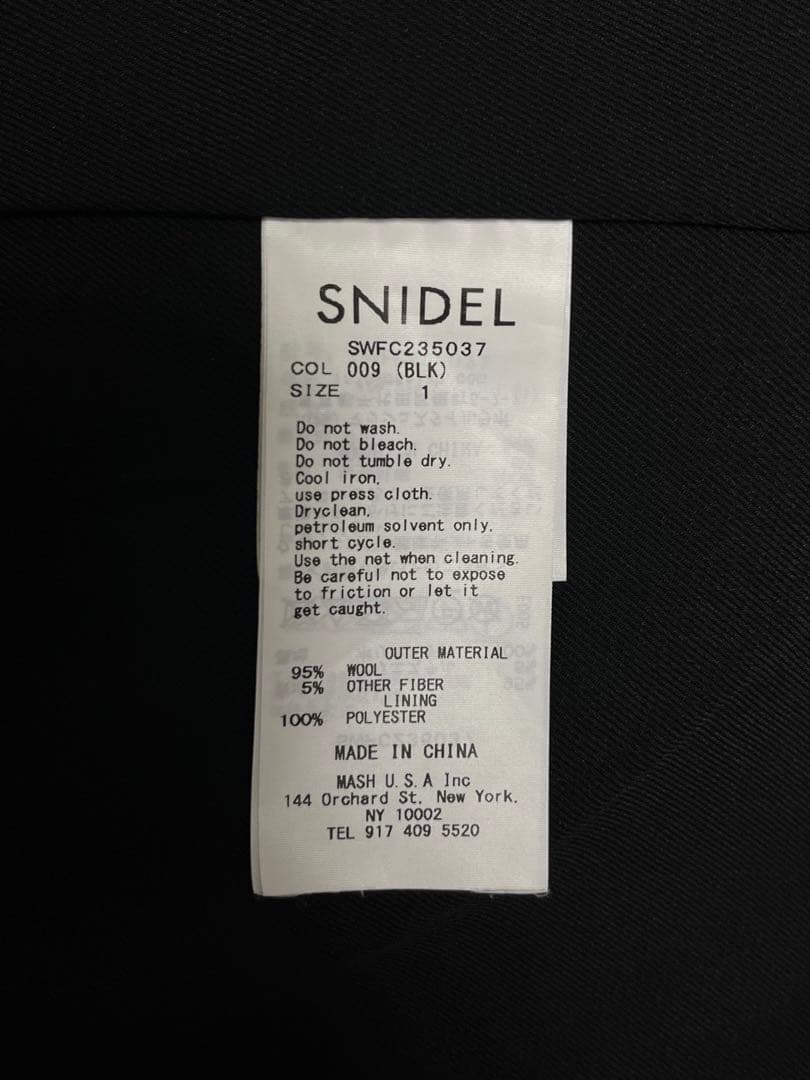 SNIDEL
SWFC235037
COL 009 (BLK)
SIZE 1
Do not wash.
Do not bleach.
Do not tumble dry.
Cool iron,
use press cloth.
Dryclean,
petroleum solvent only,
short cycle.
Use the net when cleaning.
Be careful not to expose
to friction or let it
get caught.
OUTER MATERIAL
95% WOOL
5% OTHER FIBER
LINING
100% POLYESTER
MADE IN CHINA
MASH U.S.A Inc
144 Orchard St, New York,
NY 10002
TEL 917 409 5520